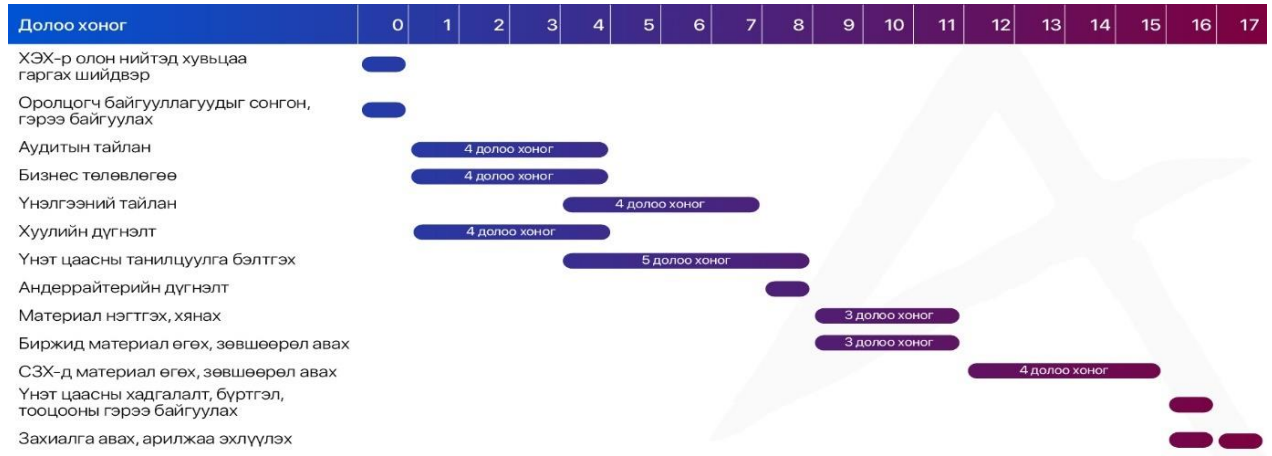 Долоо хоног 0 1 2 3 4 5 6 7 8 9 10 11 12 13 14 15 16 17
ХЭХ-р олон нийтэд хувьцаа
гаргах шийдвэр
Оролцогч байгууллагуудыг сонгон,
гэрээ байгуулах
Аудитын тайлан 4 долоо хоног
Бизнес төлөвлөгөө 4 долоо хоног
Үнэлгээний тайлан 4 долоо хоног
Хуулийн дүгнэлт 4 долоо хоног
Үнэт цаасны танилцуулга бэлтгэх 5 долоо хоног
Андеррайтерийн дүгнэлт
Материал нэгтгэх, хянах 3 долоо хоног
Биржид материал өгөх, зөвшөөрөл авах 3 долоо хоног
СЗХ-д материал өгөх, зөвшөөрөл авах 4 долоо хоног
Үнэт цаасны хадгалалт, бүртгэл,
тооцооны гэрээ байгуулах
Захиалга авах, арилжаа эхлүүлэх